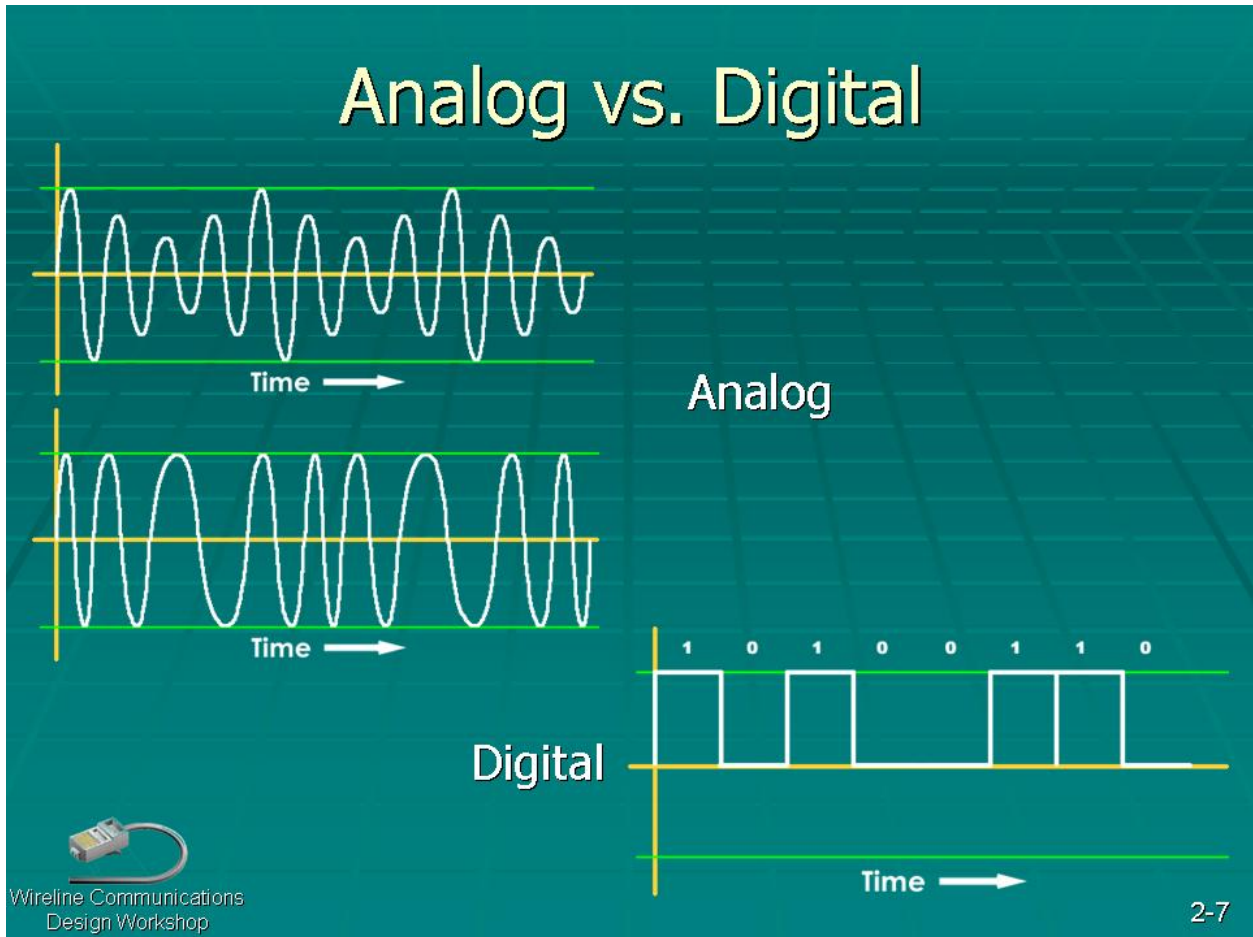 Analog vs. Digital
Time
Analog
Time
1 0 1 0 0 1 1 0
Digital
Time
Wireline Communications
Design Workshop
2-7